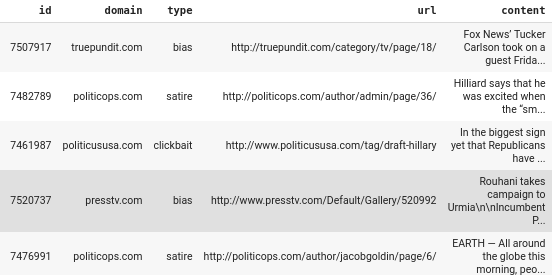 id domain type url content
Fox News’ Tucker
7507917 truepundit.com bias http://truepundit.com/category/tv/page/18/ Carlson took on a
guest Frida...
Hilliard says that he
7482789 politicops.com satire http://politicops.com/author/admin/page/36/ was excited when
the “sm...
In the biggest sign
7461987 politicususa.com clickbait http://www.politicususa.com/tag/draft-hillary yet that Republicans
have ...
Rouhani takes
campaign to
7520737 presstv.com bias http://www.presstv.com/Default/Gallery/520992 Urmia\n\nIncumbent
P...
EARTH — All around
7476991 politicops.com satire http://politicops.com/author/jacobgoldin/page/6/ the globe this
morning, peo...